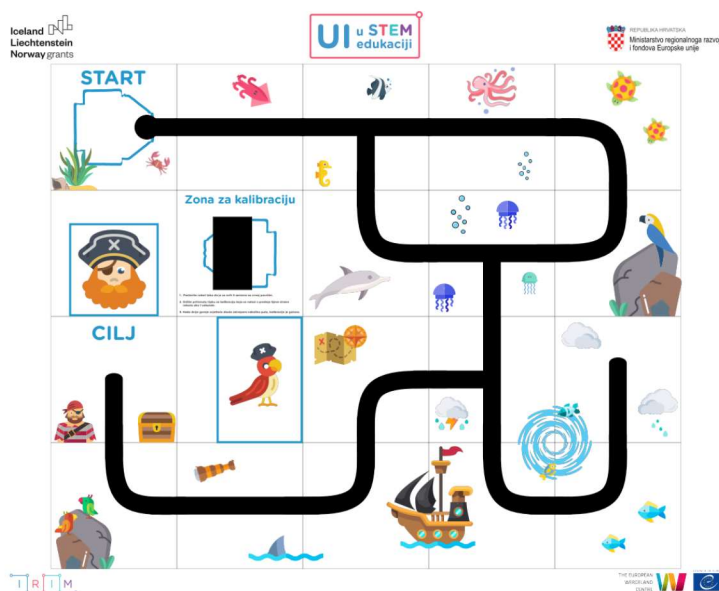 Iceland
Liechtenstein
Norway grants
UI u STEM
edukaciji
REPUBLIKA HRVATSKA
Ministarstvo regionalnoga razvo
i fondova Europske unije
START
Zona za kalibraciju
CILJ
I R I M
THE EUROPEAN
WERGELAND
CENTRE